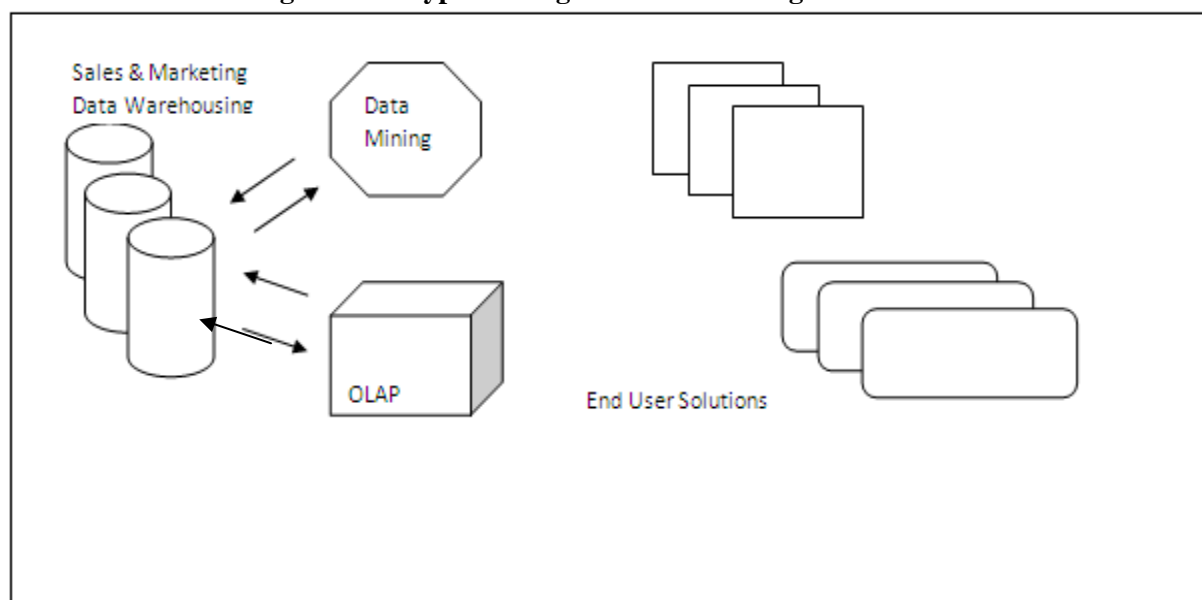 Sales & Marketing
Data Warehousing
Data
Mining
OLAP
End User Solutions